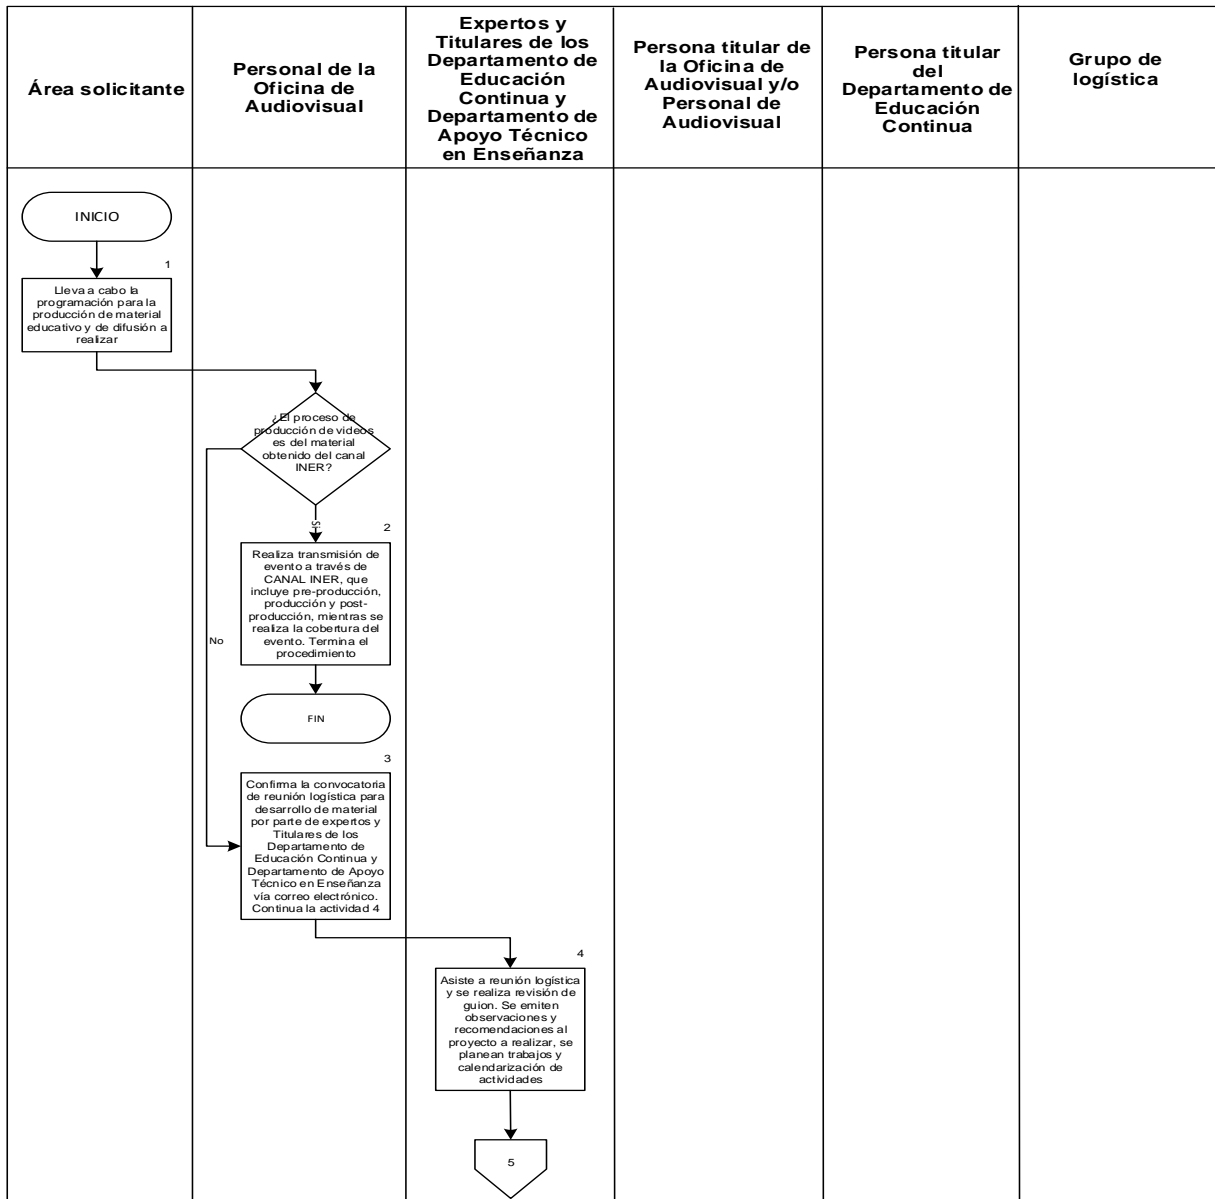 Área solicitante
Personal de la
Oficina de
Audiovisual
Expertos y
Titulares de los
Departamento de
Educación
Continua y
Departamento de
Apoyo Técnico
en Enseñanza
Persona titular de
la Oficina de
Audiovisual y/o
Personal de
Audiovisual
Persona titular
del
Departamento de
Educación
Continua
Grupo de
logística
INICIO
1
Lleva a cabo la
programación para la
producción de material
educativo y de difusión a
realizar
¿El proceso de
producción de videos
es del material
obtenido del canal
INER?
Sí
2
Realiza transmisión de
evento a través de
CANAL INER, que
incluye pre-producción,
producción y post-
producción, mientras se
realiza la cobertura del
evento. Termina el
procedimiento
No
FIN
3
Confirma la convocatoria
de reunión logística para
desarrollo de material
por parte de expertos y
Titulares de los
Departamento de
Educación Continua y
Departamento de Apoyo
Técnico en Enseñanza
vía correo electrónico.
Continua la actividad 4
4
Asiste a reunión logística
y se realiza revisión de
guion. Se emiten
observaciones y
recomendaciones al
proyecto a realizar, se
planean trabajos y
calendarización de
actividades
5